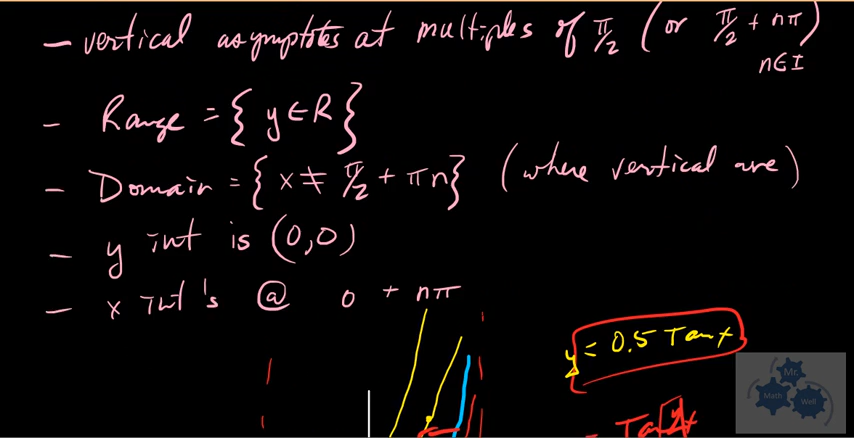 – vertical asymptotes at multiples of π/2 (or π/2 + nπ)
n∈I
– Range = { y∈R }
– Domain = { x≠ π/2 + πn } (where vertical are)
– y int is (0,0)
– x int's @ 0 + nπ
y = 0.5 Tan x
Mr.
Math Well